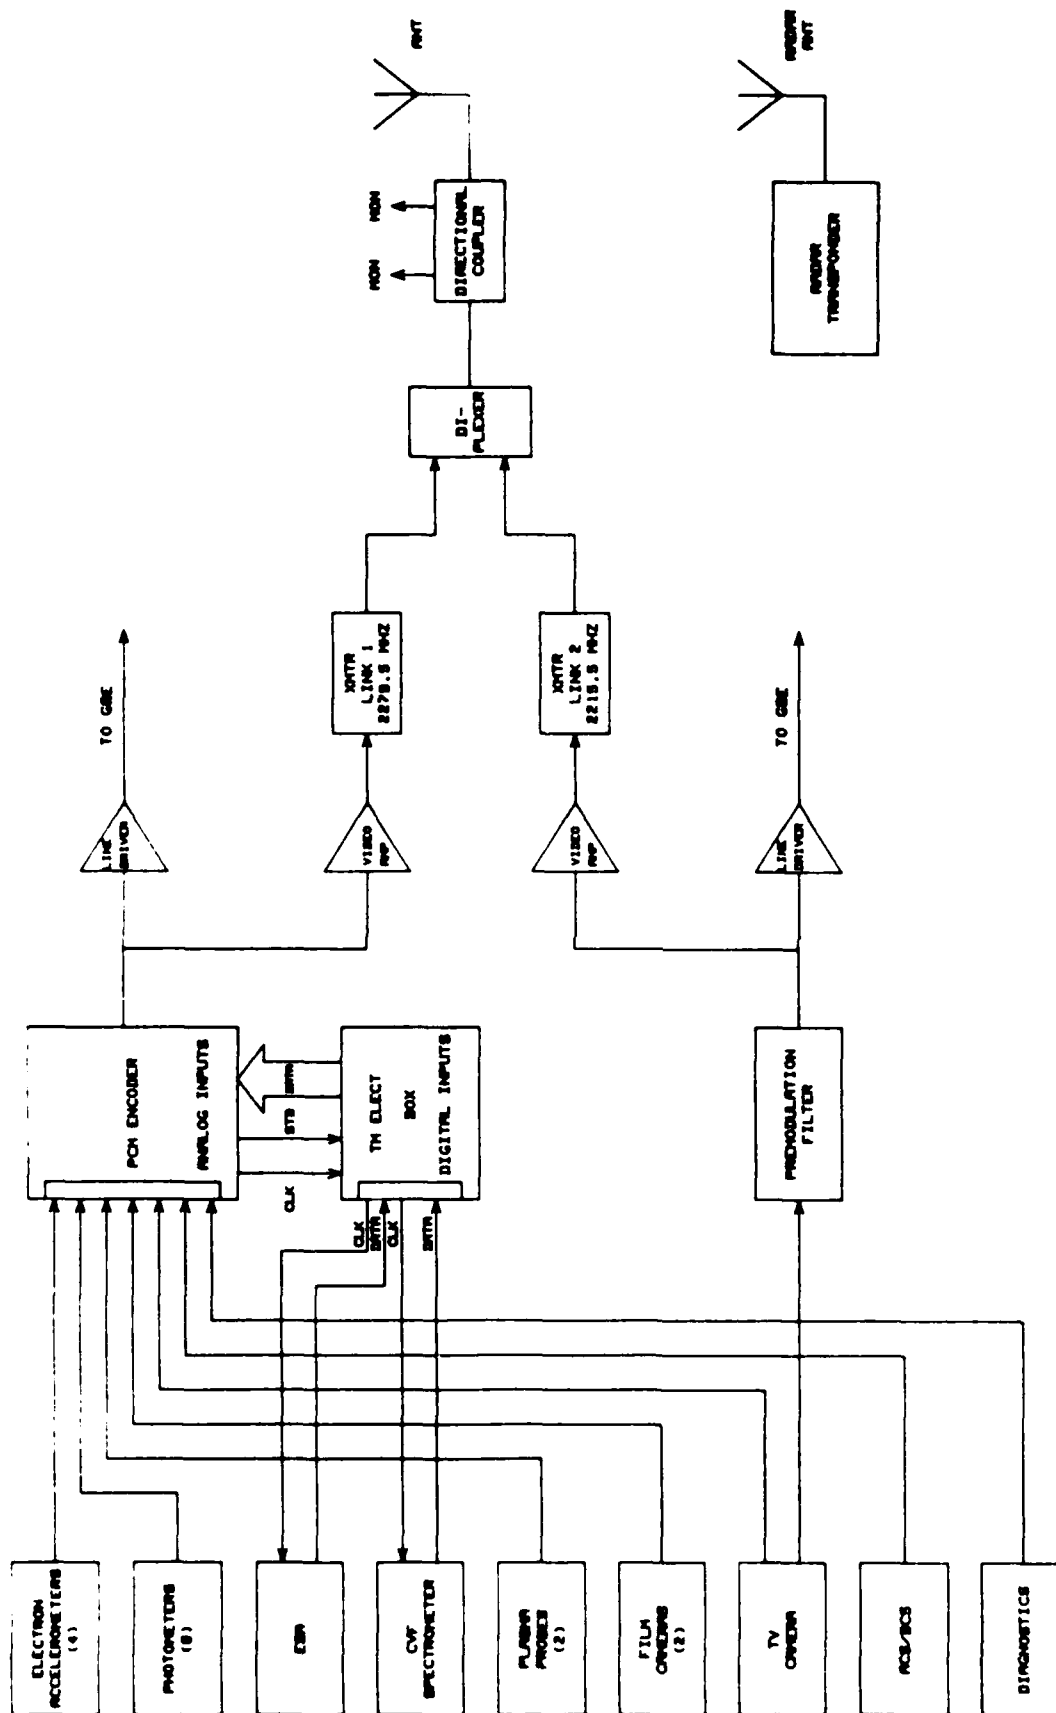 ELECTRON
ACCELEROMETERS
(4)
PHOTOMETERS
(8)
ESA
CVF
SPECTROMETER
PLASMA
PROBES
(2)
FILM
CAMERAS
(2)
TV
CAMERA
ACS/BCS
DIAGNOSTICS
PCM ENCODER
ANALOG INPUTS
CLK
STB
DATA
TM ELECT
BOX
DIGITAL INPUTS
CLK
DATA
CLK
DATA
PREMODULATION
FILTER
LINE
DRIVER
TO GSE
VIDEO
AMP
VIDEO
AMP
LINE
DRIVER
TO GSE
XMTR
LINK 1
2279.5 MHZ
XMTR
LINK 2
2215.5 MHZ
DI-
PLEXER
DIRECTIONAL
COUPLER
MON
MON
ANT
RADAR
TRANSPONDER
RADAR
ANT